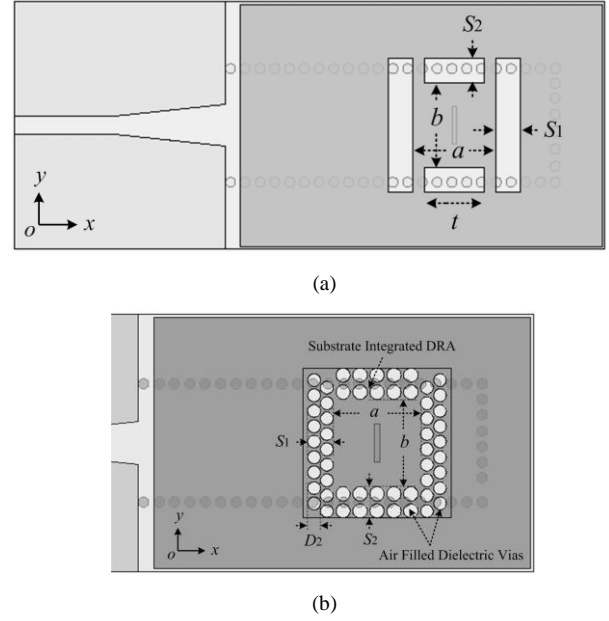 S2
b
S1
a
y
t
o
x
(a)
Substrate Integrated DRA
a
S1
b
y
D2
S2
o
x
Air Filled Dielectric Vias
(b)